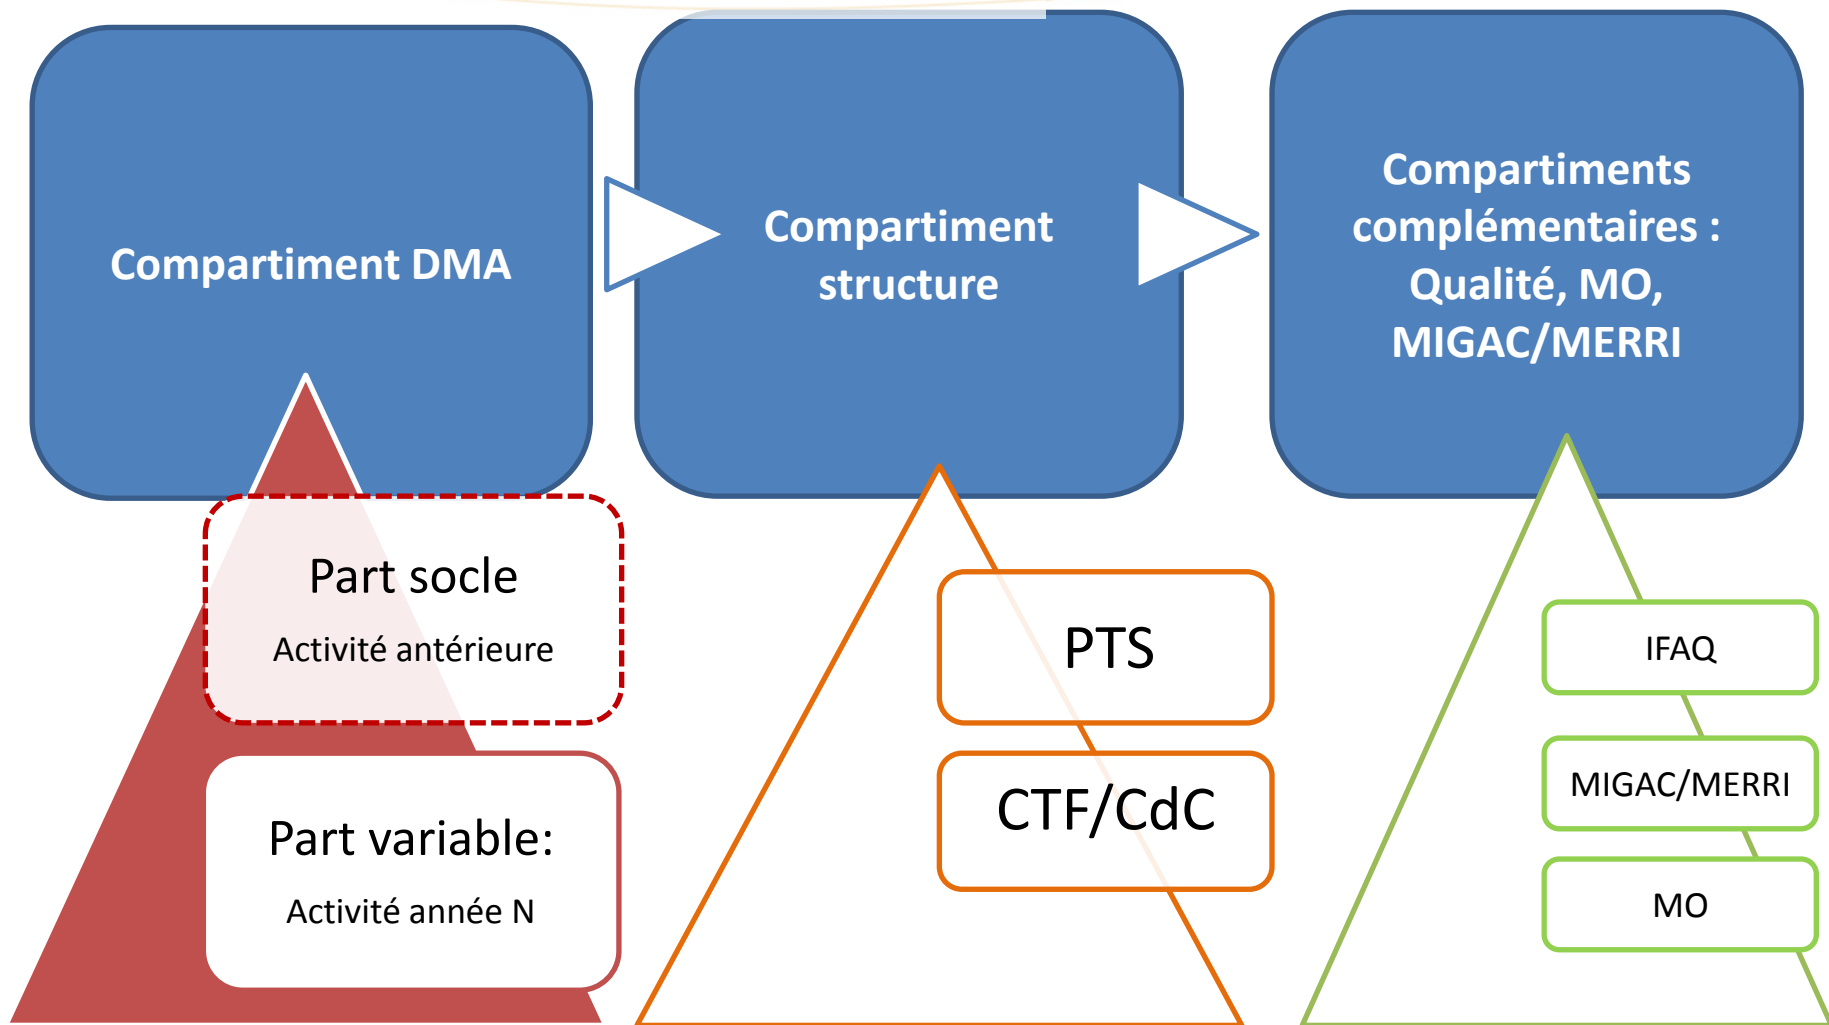 Compartiment DMA
Compartiment
structure
Compartiments
complémentaires :
Qualité, MO,
MIGAC/MERRI
Part socle
Activité antérieure
Part variable:
Activité année N
PTS
CTF/CdC
IFAQ
MIGAC/MERRI
MO